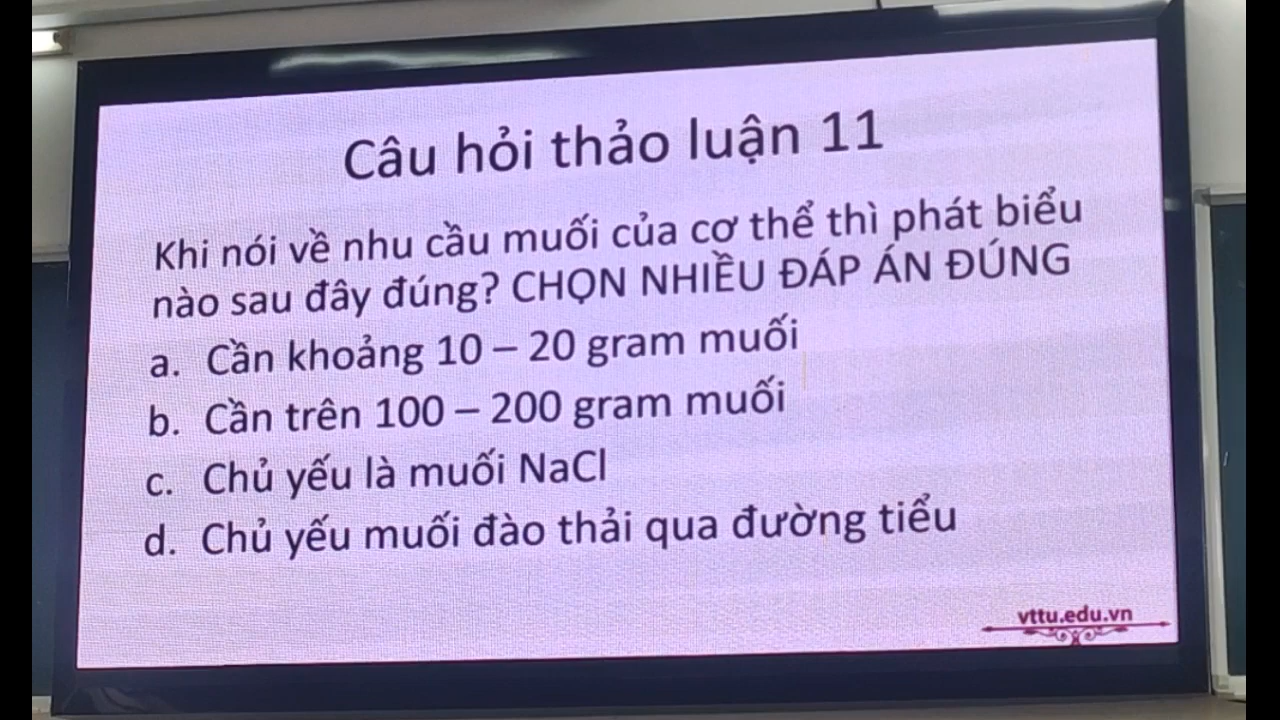 Câu hỏi thảo luận 11
Khi nói về nhu cầu muối của cơ thể thì phát biểu
nào sau đây đúng? CHỌN NHIỀU ĐÁP ÁN ĐÚNG
a. Cần khoảng 10 – 20 gram muối
b. Cần trên 100 – 200 gram muối
c. Chủ yếu là muối NaCl
d. Chủ yếu muối đào thải qua đường tiểu
vttu.edu.vn